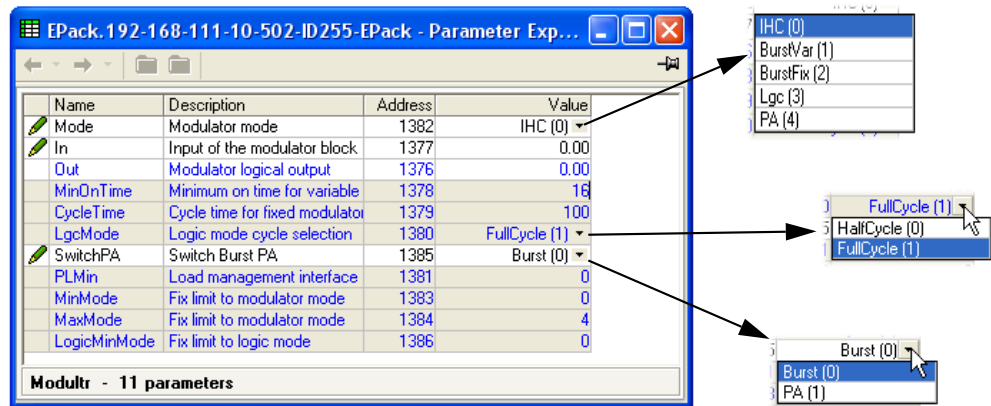 EPack.192-168-111-10-502-ID255-EPack - Parameter Exp...
Name Description Address Value
Mode Modulator mode 1382 IHC (0)
In Input of the modulator block 1377 0.00
Out Modulator logical output 1376 0.00
MinOnTime Minimum on time for variable 1378 16
CycleTime Cycle time for fixed modulator 1379 100
LgcMode Logic mode cycle selection 1380 FullCycle (1)
SwitchPA Switch Burst PA 1385 Burst (0)
PLMin Load management interface 1381 0
MinMode Fix limit to modulator mode 1383 0
MaxMode Fix limit to modulator mode 1384 4
LogicMinMode Fix limit to logic mode 1386 0
Modultr - 11 parameters
IHC (0)
BurstVar (1)
BurstFix (2)
Lgc (3)
PA (4)
FullCycle (1)
HalfCycle (0)
FullCycle (1)
Burst (0)
Burst (0)
PA (1)